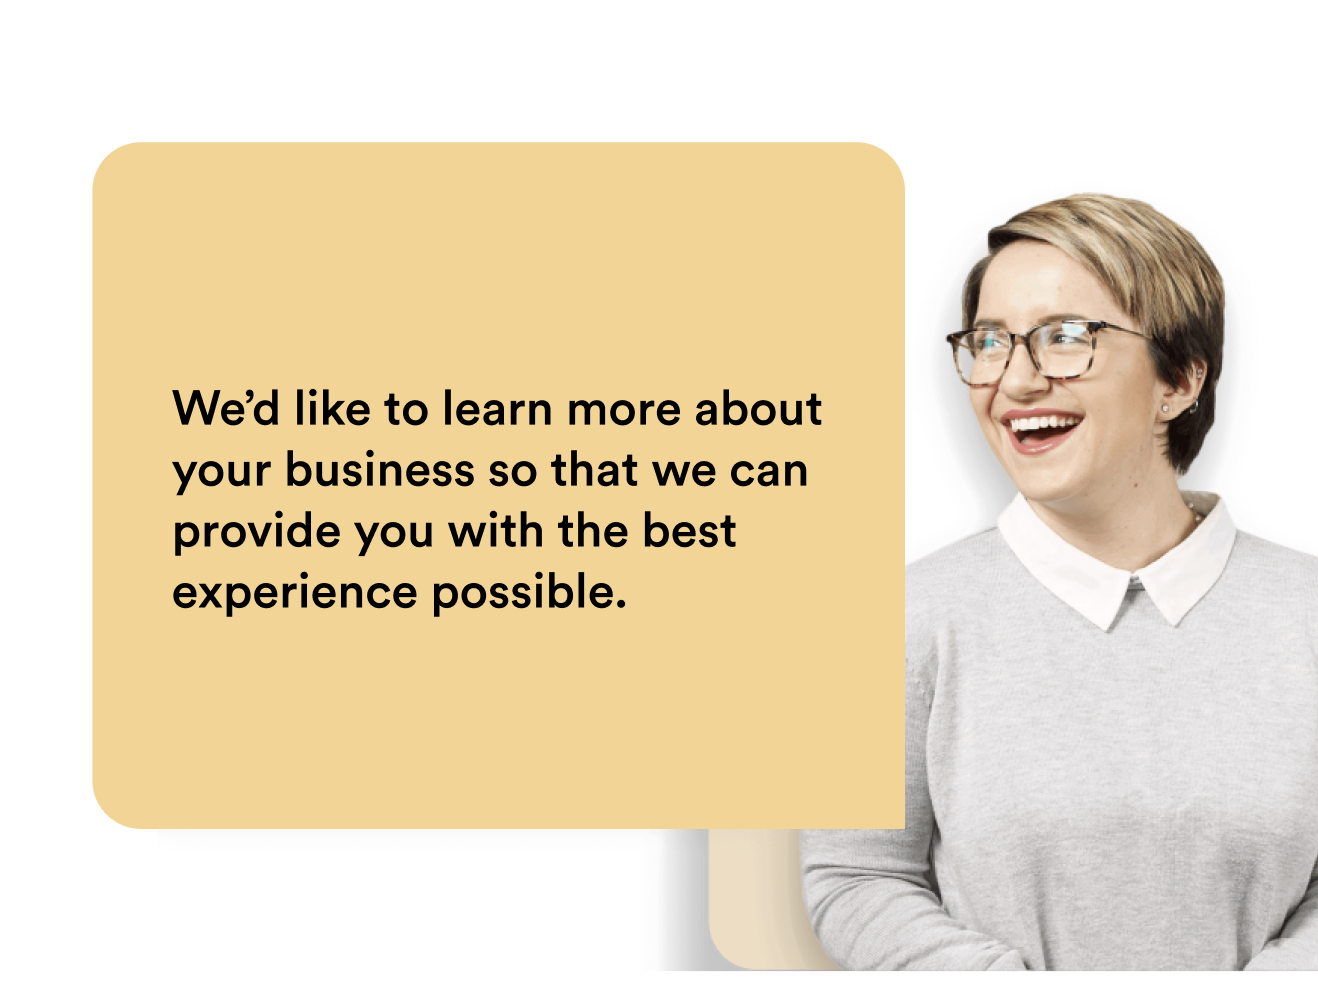 We’d like to learn more about
your business so that we can
provide you with the best
experience possible.